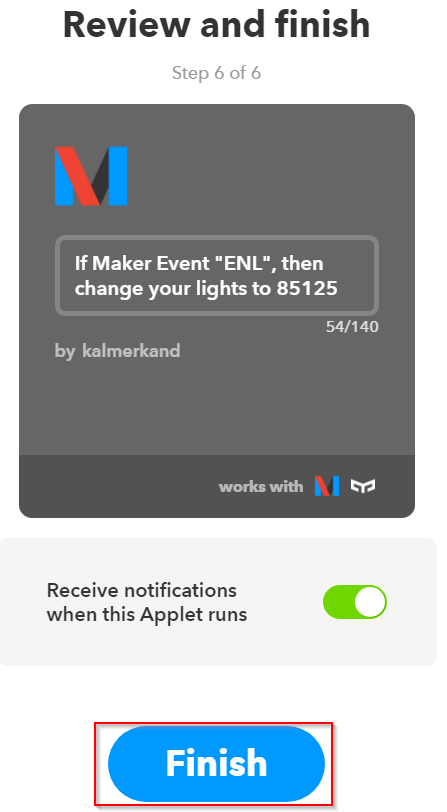 Review and finish
Step 6 of 6
If Maker Event "ENL", then
change your lights to 85125
54/140
by kalmerkand
works with
Receive notifications
when this Applet runs
Finish